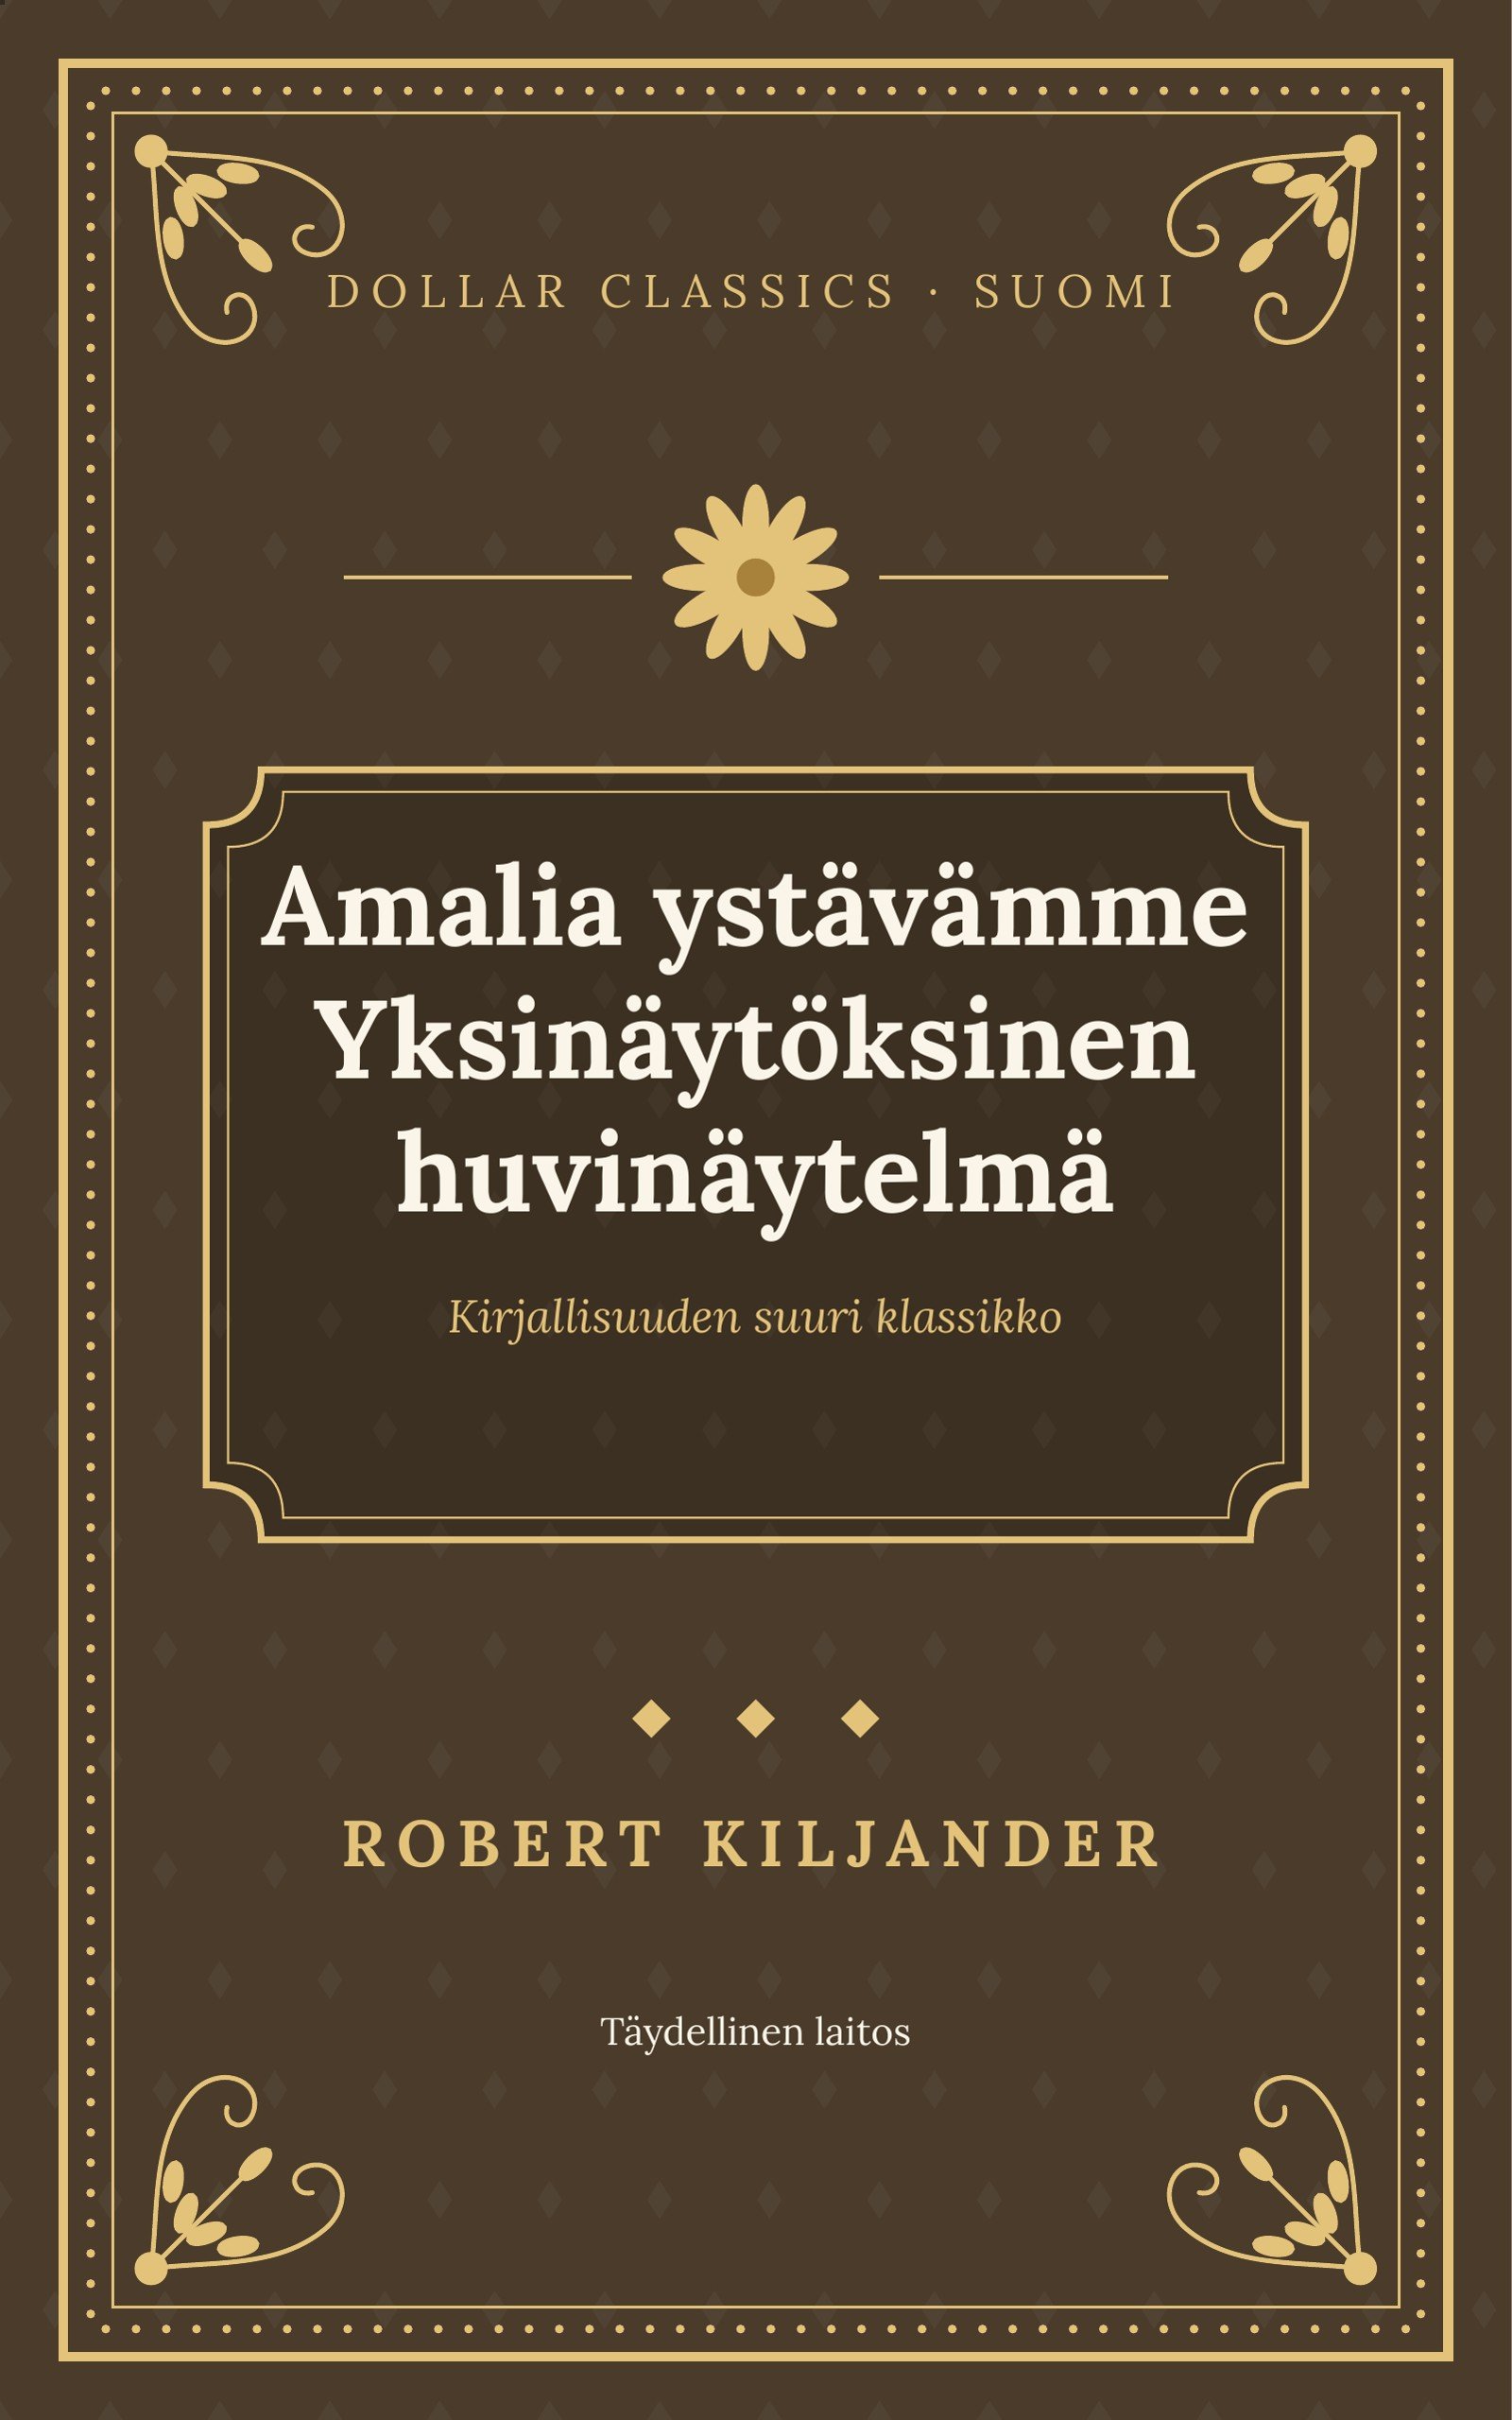 DOLLAR CLASSICS · SUOMI
Amalia ystävämme
Yksinäytöksinen
huvinäytelmä
Kirjallisuuden suuri klassikko
ROBERT KILJANDER
Täydellinen laitos